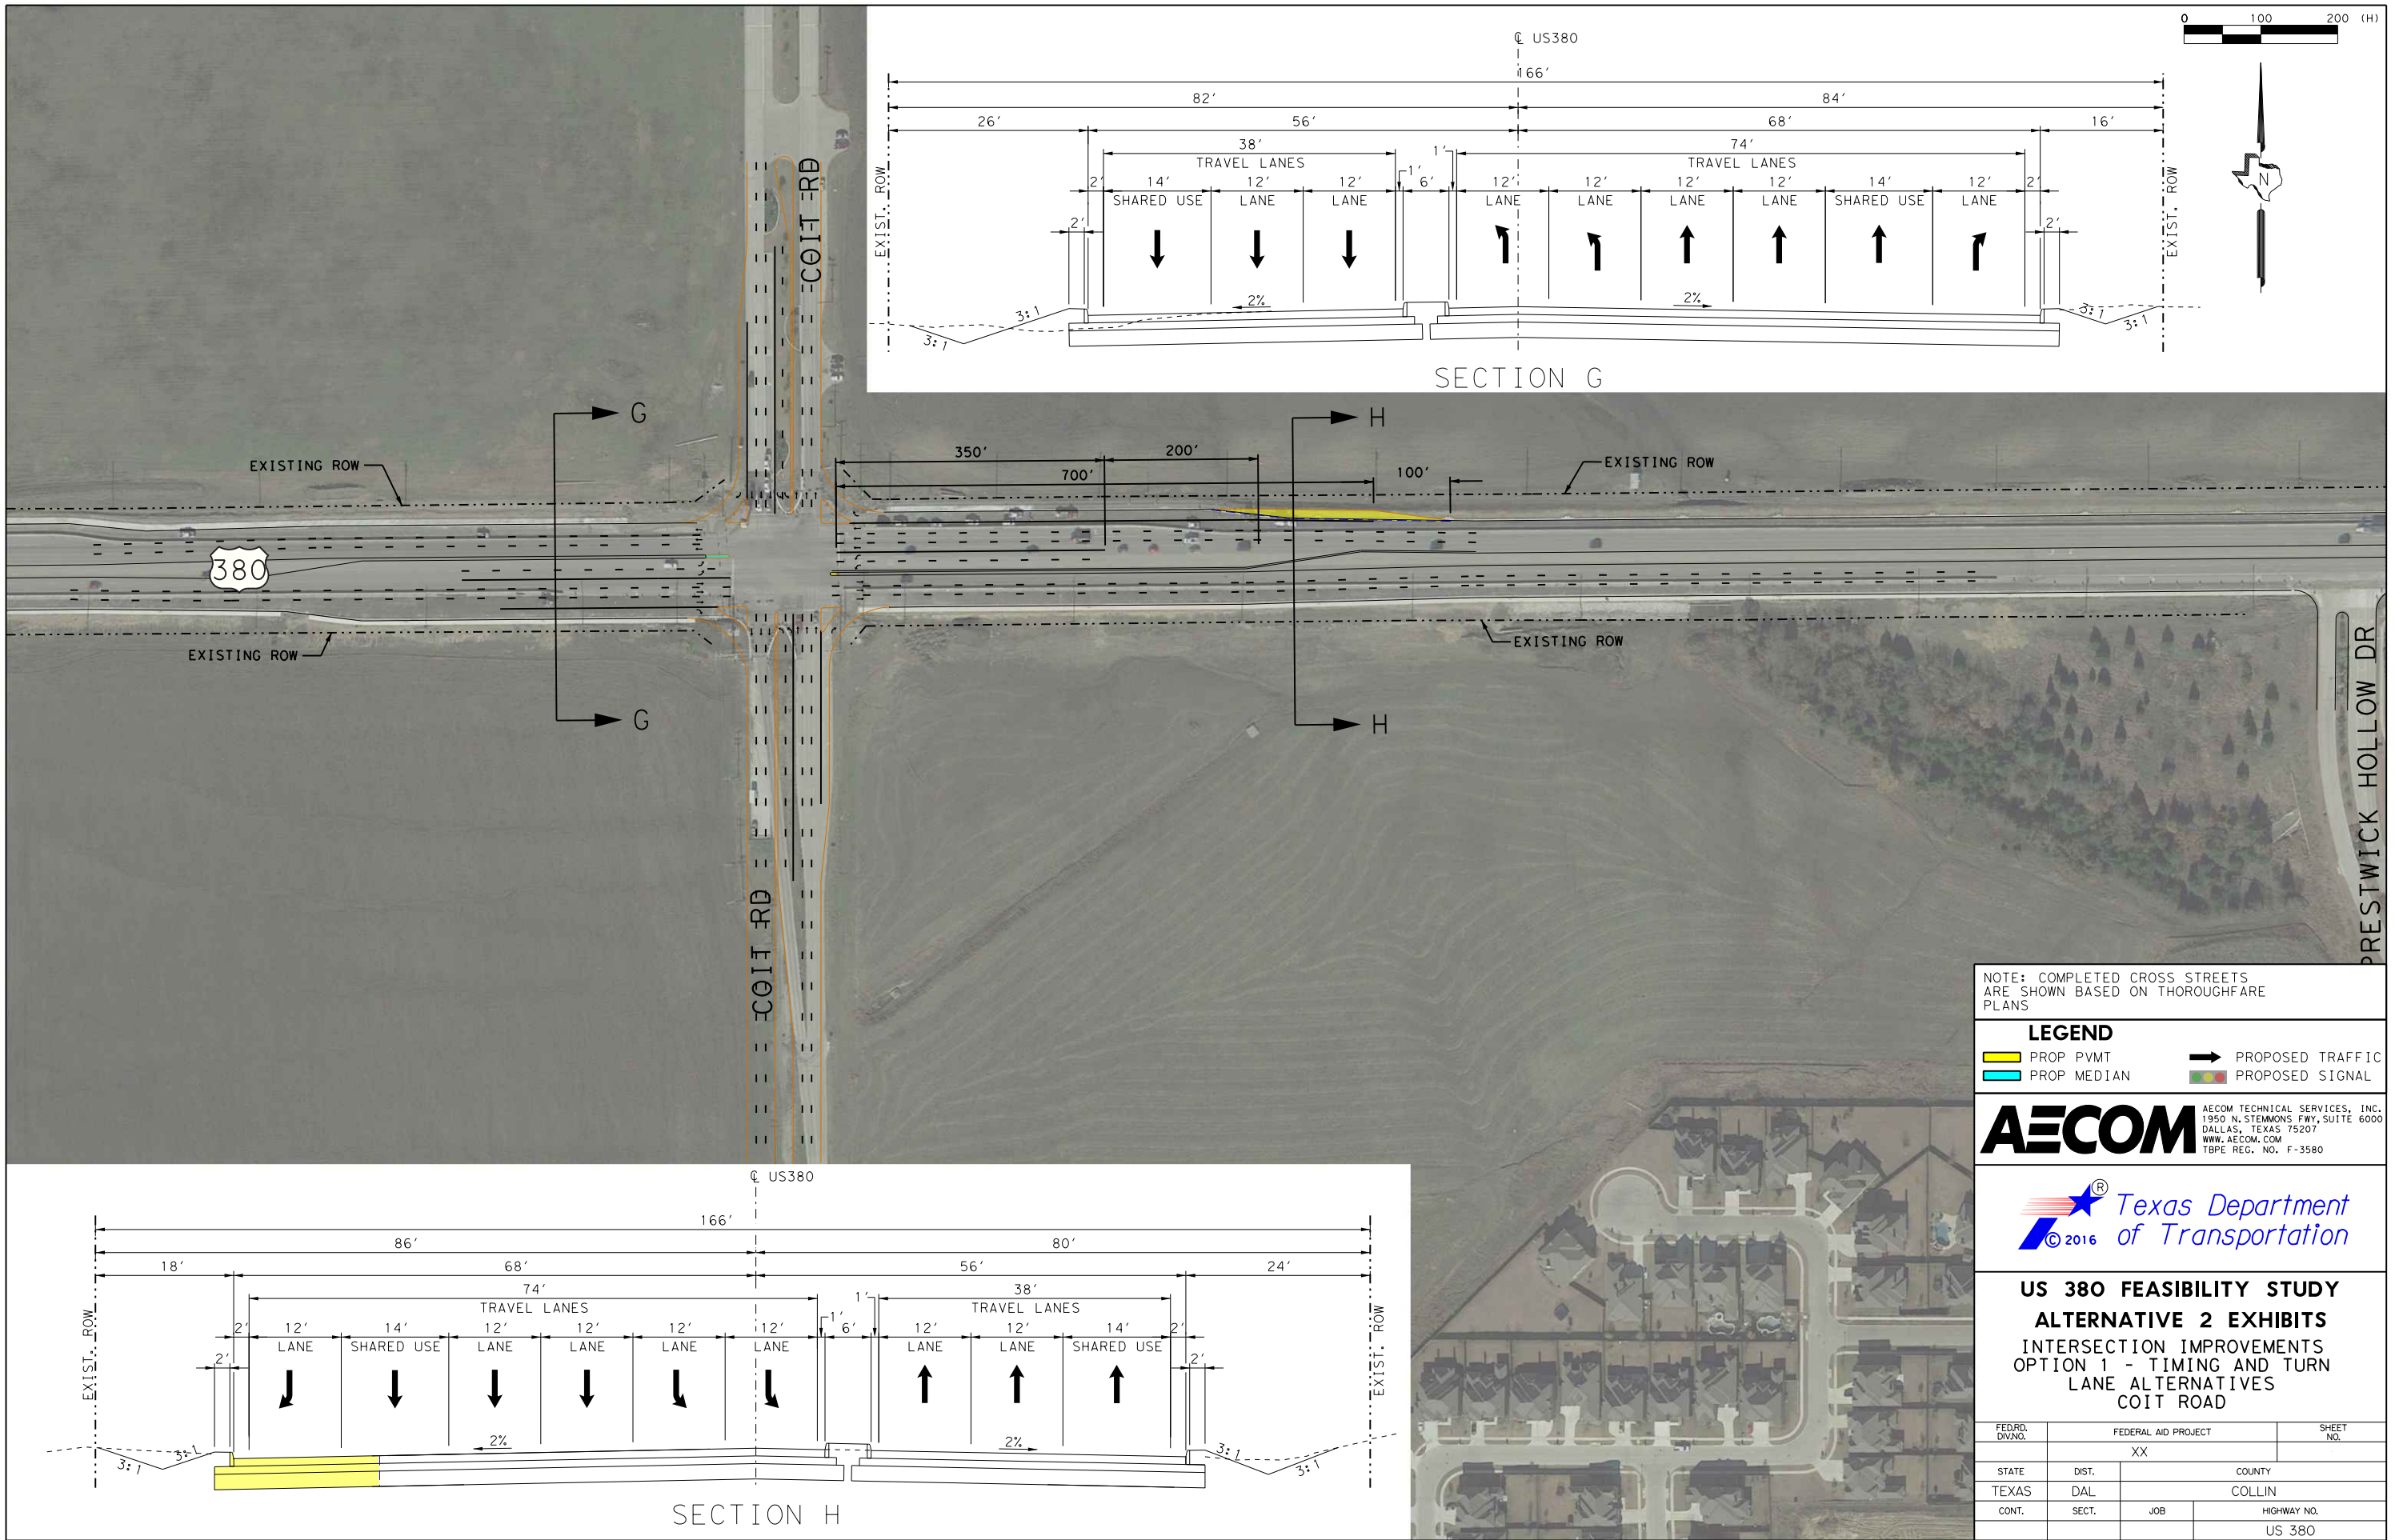 0 100 200 (H)
℄ US380
166'
82' 84'
26' 56' 68' 16'
38' 1' 74'
TRAVEL LANES TRAVEL LANES
2' 14' 12' 12' 1' 6' 12' 12' 12' 12' 14' 12' 2'
SHARED USE LANE LANE LANE LANE LANE LANE SHARED USE LANE
2' 2'
EXIST. ROW
EXIST. ROW
N
2% 2%
3:1 3:1
3:1 3:1
SECTION G
COIT RD
G H
350' 200'
700' 100'
EXISTING ROW
EXISTING ROW
380
EXISTING ROW
EXISTING ROW
G H
COIT RD
PRESTWICK HOLLOW DR
℄ US380
166'
86' 80'
18' 68' 56' 24'
74' 1' 38'
TRAVEL LANES TRAVEL LANES
2' 12' 14' 12' 12' 12' 12' 1' 6' 12' 12' 14' 2'
LANE SHARED USE LANE LANE LANE LANE LANE LANE SHARED USE
2' 2'
EXIST. ROW
EXIST. ROW
2% 2%
3:1 3:1
3:1 3:1
SECTION H
NOTE: COMPLETED CROSS STREETS
ARE SHOWN BASED ON THOROUGHFARE
PLANS
LEGEND
PROP PVMT PROPOSED TRAFFIC
PROP MEDIAN PROPOSED SIGNAL
AECOM
AECOM TECHNICAL SERVICES, INC.
1950 N. STEMMONS FWY, SUITE 6000
DALLAS, TEXAS 75207
WWW.AECOM.COM
TBPE REG. NO. F-3580
®
Texas Department
© 2016 of Transportation
US 380 FEASIBILITY STUDY
ALTERNATIVE 2 EXHIBITS
INTERSECTION IMPROVEMENTS
OPTION 1 - TIMING AND TURN
LANE ALTERNATIVES
COIT ROAD
FED.RD. DIV.NO. FEDERAL AID PROJECT SHEET NO.
XX
STATE DIST. COUNTY
TEXAS DAL COLLIN
CONT. SECT. JOB HIGHWAY NO.
US 380